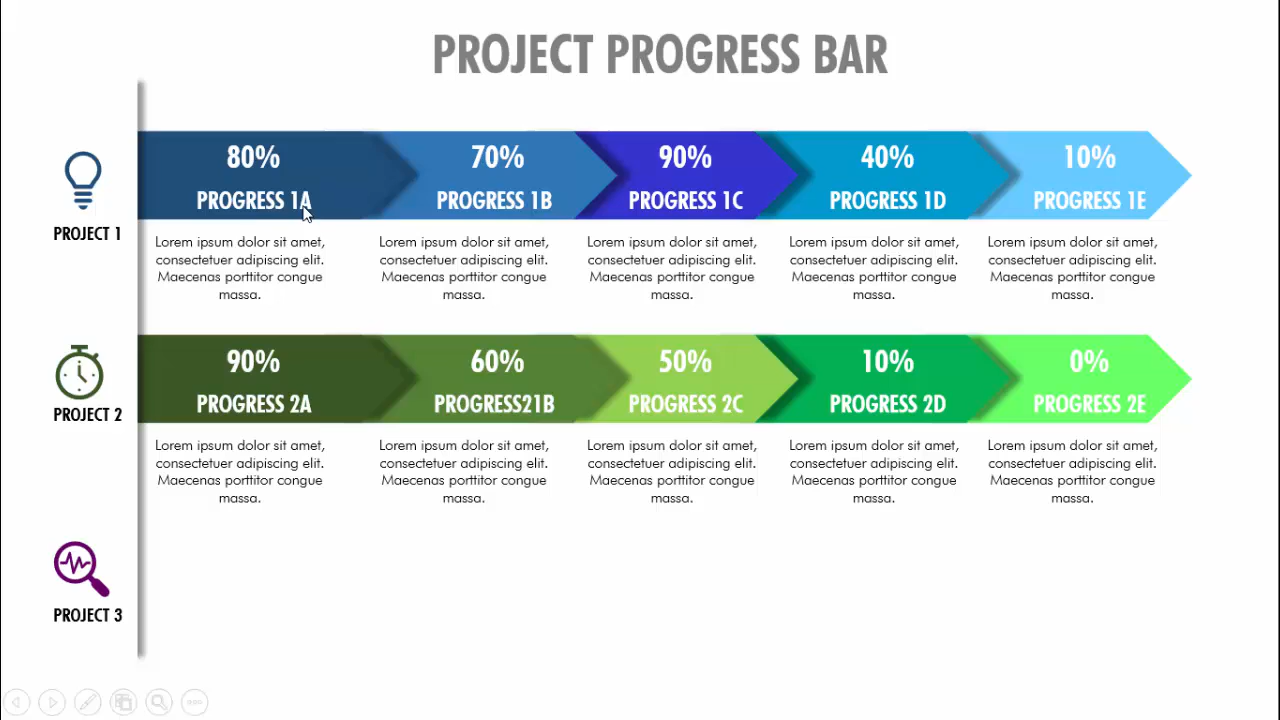 PROJECT PROGRESS BAR
80%
PROGRESS 1A
70%
PROGRESS 1B
90%
PROGRESS 1C
40%
PROGRESS 1D
10%
PROGRESS 1E
PROJECT 1
Lorem ipsum dolor sit amet,
consectetuer adipiscing elit.
Maecenas porttitor congue
massa.
Lorem ipsum dolor sit amet,
consectetuer adipiscing elit.
Maecenas porttitor congue
massa.
Lorem ipsum dolor sit amet,
consectetuer adipiscing elit.
Maecenas porttitor congue
massa.
Lorem ipsum dolor sit amet,
consectetuer adipiscing elit.
Maecenas porttitor congue
massa.
Lorem ipsum dolor sit amet,
consectetuer adipiscing elit.
Maecenas porttitor congue
massa.
90%
PROGRESS 2A
60%
PROGRESS21B
50%
PROGRESS 2C
10%
PROGRESS 2D
0%
PROGRESS 2E
PROJECT 2
Lorem ipsum dolor sit amet,
consectetuer adipiscing elit.
Maecenas porttitor congue
massa.
Lorem ipsum dolor sit amet,
consectetuer adipiscing elit.
Maecenas porttitor congue
massa.
Lorem ipsum dolor sit amet,
consectetuer adipiscing elit.
Maecenas porttitor congue
massa.
Lorem ipsum dolor sit amet,
consectetuer adipiscing elit.
Maecenas porttitor congue
massa.
Lorem ipsum dolor sit amet,
consectetuer adipiscing elit.
Maecenas porttitor congue
massa.
PROJECT 3